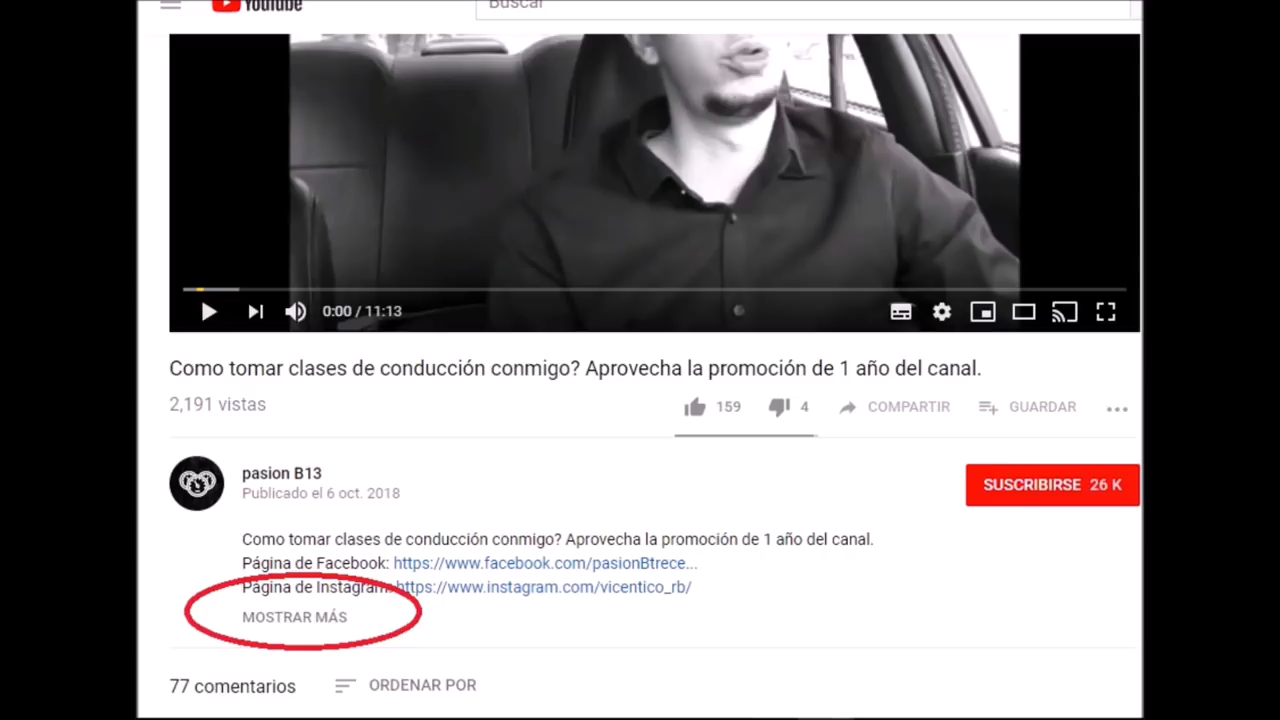 YouTube
Buscar
0:00 / 11:13
Como tomar clases de conducción conmigo? Aprovecha la promoción de 1 año del canal.
2,191 vistas
159
4
COMPARTIR
GUARDAR
pasion B13
Publicado el 6 oct. 2018
SUSCRIBIRSE 26 K
Como tomar clases de conducción conmigo? Aprovecha la promoción de 1 año del canal.
Página de Facebook: https://www.facebook.com/pasionBtrece...
Página de Instagram: https://www.instagram.com/vicentico_rb/
MOSTRAR MÁS
77 comentarios
ORDENAR POR